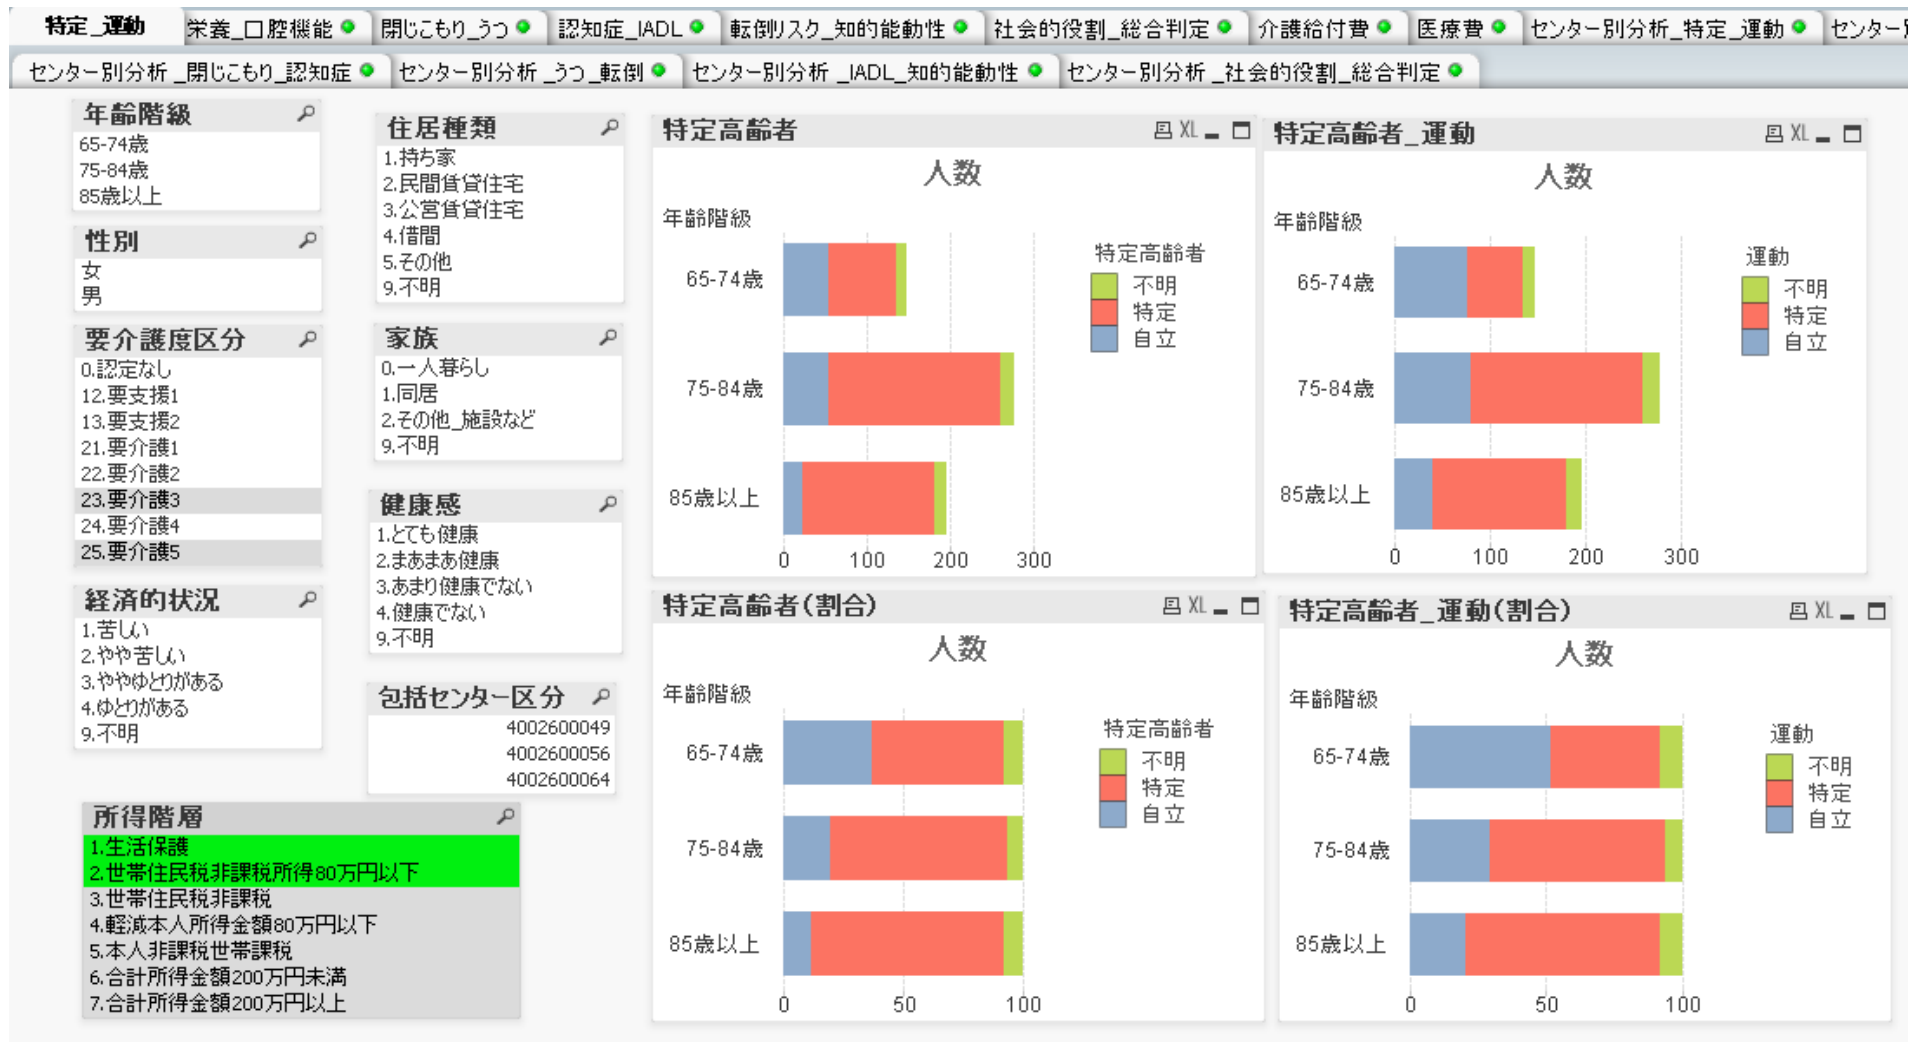 特定_運動
栄養_口腔機能
閉じこもり_うつ
認知症_IADL
転倒リスク_知的能動性
社会的役割_総合判定
介護給付費
医療費
センター別分析_特定_運動
センター
センター別分析 _閉じこもり_認知症
センター別分析 _うつ_転倒
センター別分析 _IADL_知的能動性
センター別分析 _社会的役割_総合判定
年齢階級
65-74歳
75-84歳
85歳以上
性別
女
男
要介護度区分
0.認定なし
12.要支援1
13.要支援2
21.要介護1
22.要介護2
23.要介護3
24.要介護4
25.要介護5
経済的状況
1.苦しい
2.やや苦しい
3.ややゆとりがある
4.ゆとりがある
9.不明
住居種類
1.持ち家
2.民間賃貸住宅
3.公営賃貸住宅
4.借間
5.その他
9.不明
家族
0.一人暮らし
1.同居
2.その他_施設など
9.不明
健康感
1.とても健康
2.まあまあ健康
3.あまり健康でない
4.健康でない
9.不明
包括センター区分
4002600049
4002600056
4002600064
所得階層
1.生活保護
2.世帯住民税非課税所得80万円以下
3.世帯住民税非課税
4.軽減本人所得金額80万円以下
5.本人非課税世帯課税
6.合計所得金額200万円未満
7.合計所得金額200万円以上
特定高齢者
XL
人数
年齢階級
65-74歳
75-84歳
85歳以上
0 100 200 300
特定高齢者
不明
特定
自立
特定高齢者_運動
XL
人数
年齢階級
65-74歳
75-84歳
85歳以上
0 100 200 300
運動
不明
特定
自立
特定高齢者(割合)
XL
人数
年齢階級
65-74歳
75-84歳
85歳以上
0 50 100
特定高齢者
不明
特定
自立
特定高齢者_運動(割合)
XL
人数
年齢階級
65-74歳
75-84歳
85歳以上
0 50 100
運動
不明
特定
自立